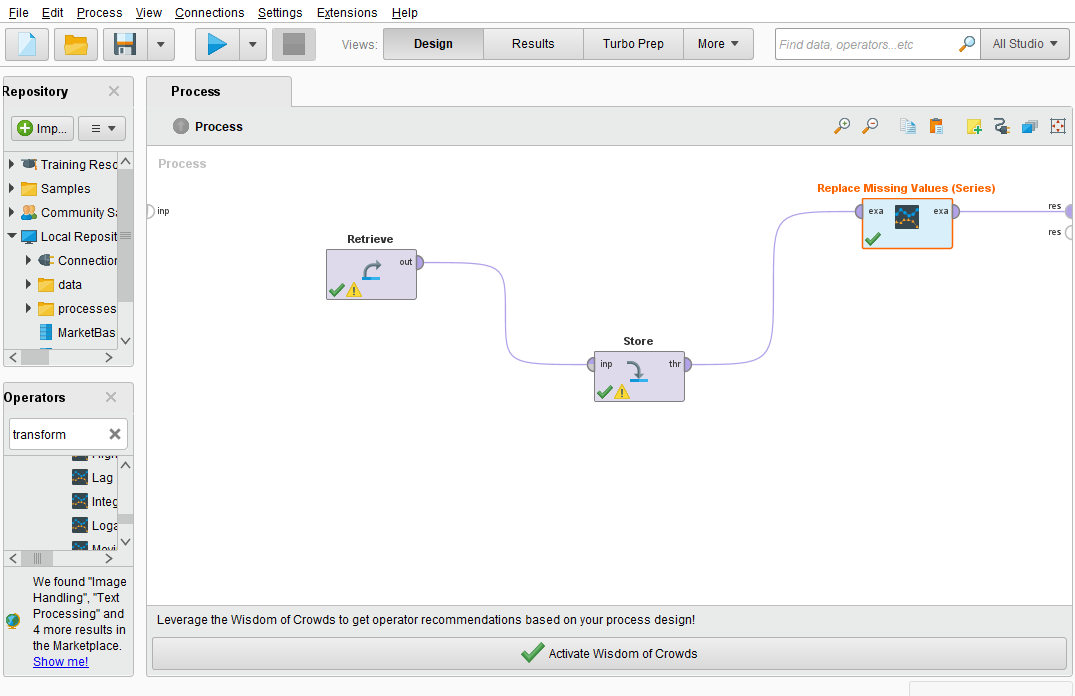 File Edit Process View Connections Settings Extensions Help
Views: Design Results Turbo Prep More Find data, operators...etc All Studio
Repository
Process
Imp...
Process
Training Reso
Samples
Community Sa
Local Reposit
Connection
data
processes
MarketBas
Process
inp
Replace Missing Values (Series)
exa exa
res
res
Retrieve
out
Store
inp thr
Operators
transform
Lag
Integ
Loga
We found "Image
Handling", "Text
Processing" and
4 more results in
the Marketplace.
Show me!
Leverage the Wisdom of Crowds to get operator recommendations based on your process design!
Activate Wisdom of Crowds